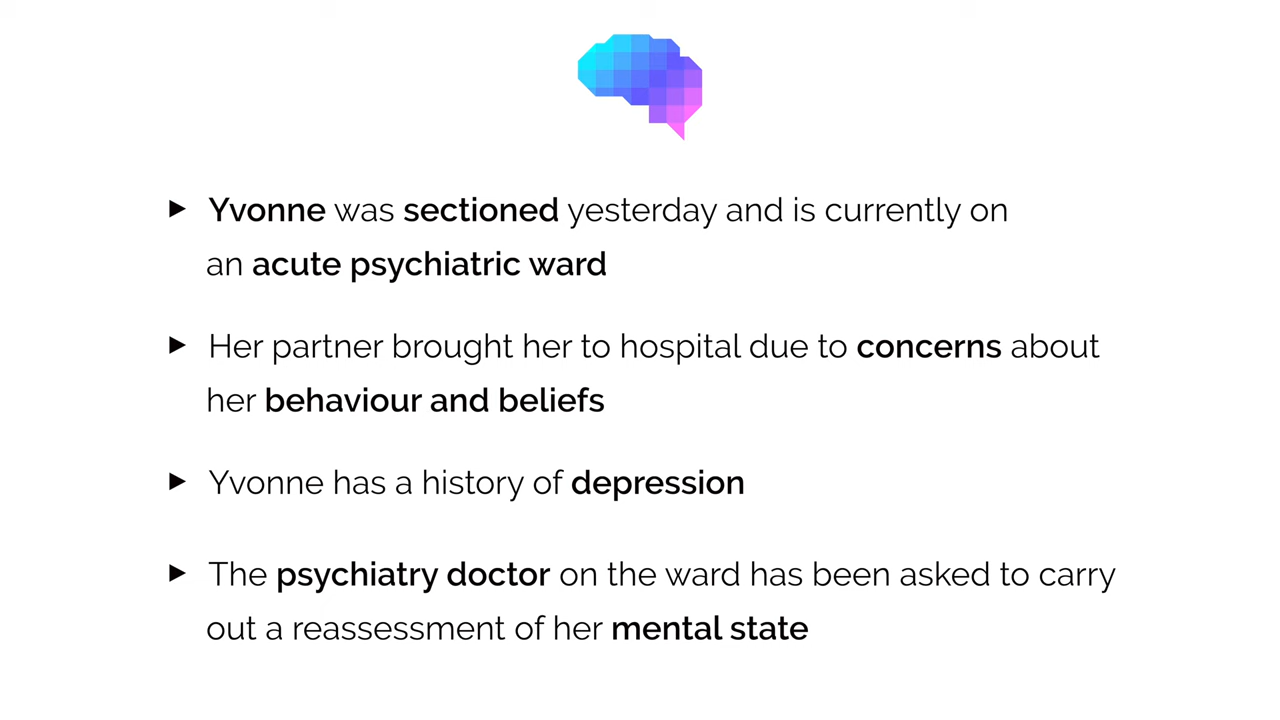 ► Yvonne was sectioned yesterday and is currently on
an acute psychiatric ward
► Her partner brought her to hospital due to concerns about
her behaviour and beliefs
► Yvonne has a history of depression
► The psychiatry doctor on the ward has been asked to carry
out a reassessment of her mental state